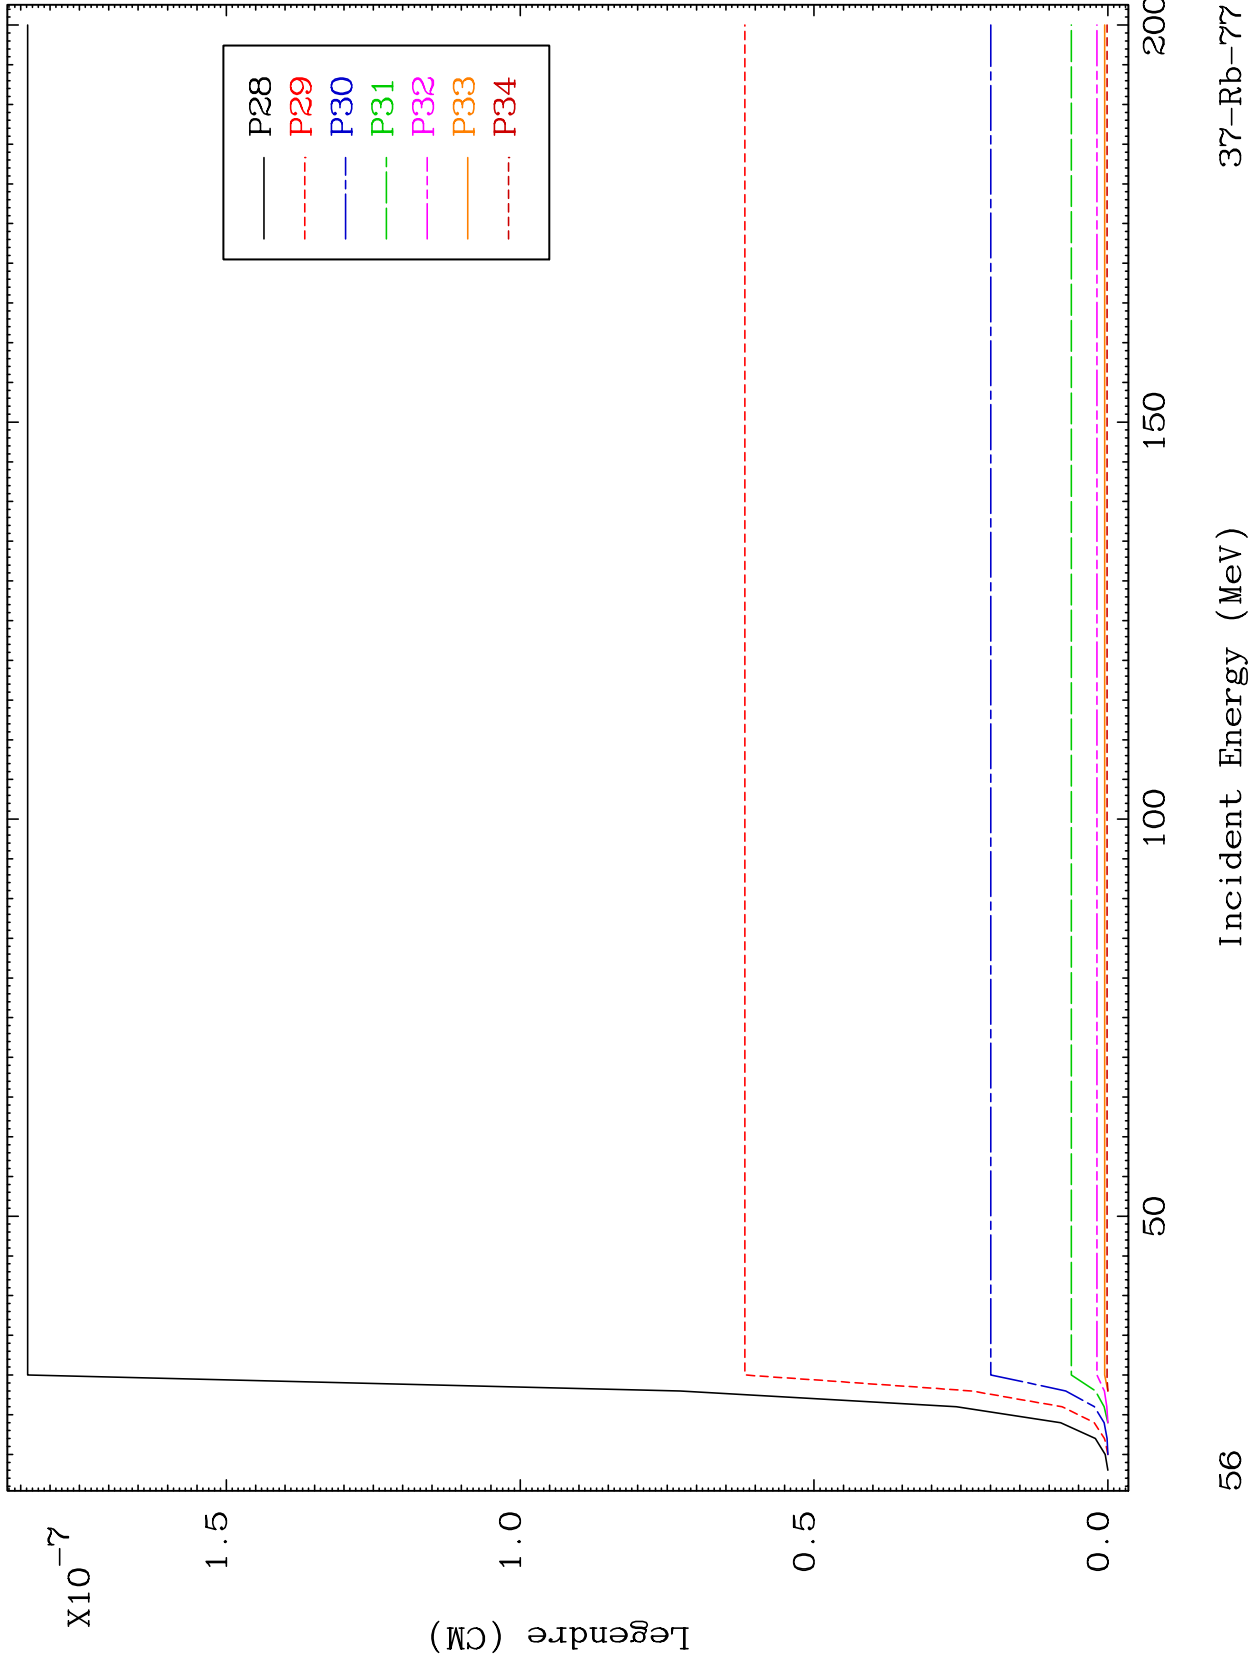 X10-7
1.5
1.0
0.5
0.0
Legendre (CM)
P28
P29
P30
P31
P32
P33
P34
50
100
150
200
Incident Energy (MeV)
56
37-Rb-77